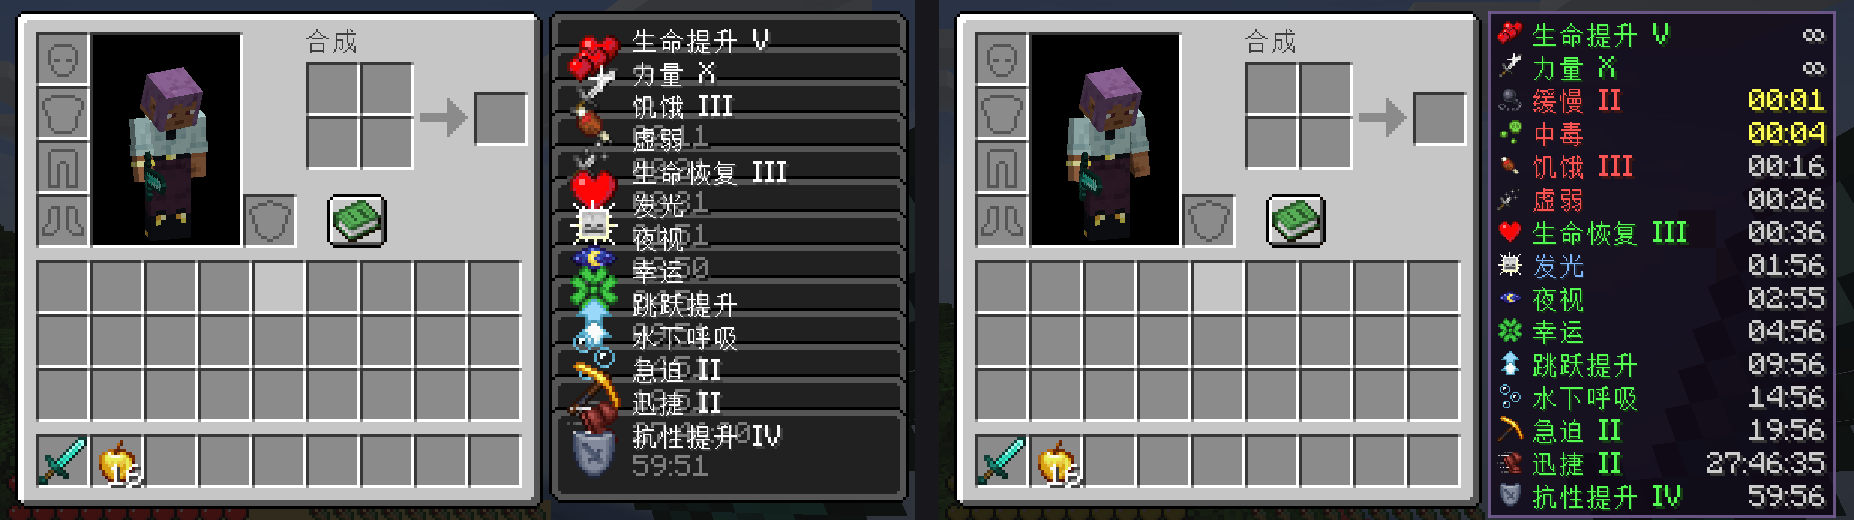 合成
生命提升 V
力量 X
饥饿 III
虚弱
生命恢复 III
发光
夜视
幸运
跳跃提升
水下呼吸
急迫 II
迅捷 II
抗性提升 IV
59:51
16
合成
生命提升 V ∞
力量 X ∞
缓慢 II 00:01
中毒 00:04
饥饿 III 00:16
虚弱 00:26
生命恢复 III 00:36
发光 01:56
夜视 02:55
幸运 04:56
跳跃提升 09:56
水下呼吸 14:56
急迫 II 19:56
迅捷 II 27:46:35
抗性提升 IV 59:56
16